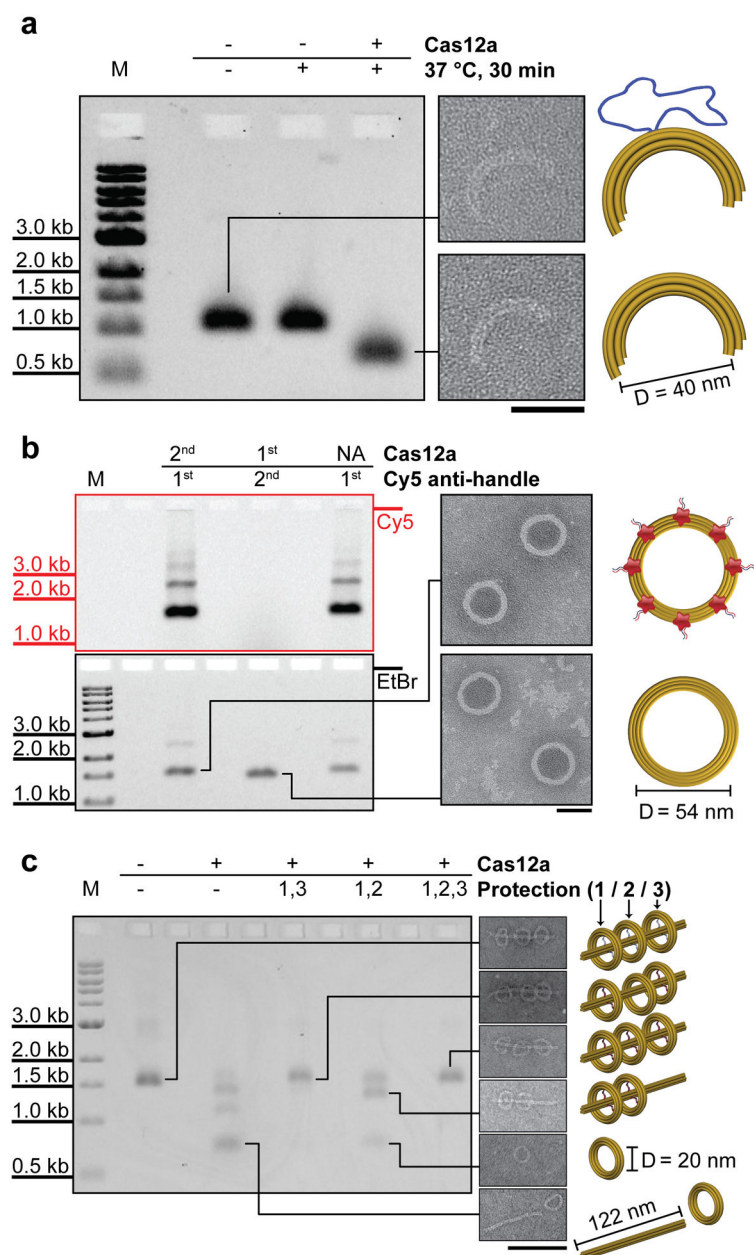 a
- - + Cas12a
M - + + 37 °C, 30 min
3.0 kb
2.0 kb
1.5 kb
1.0 kb
0.5 kb
D = 40 nm
b
2nd 1st NA Cas12a
M 1st 2nd 1st Cy5 anti-handle
Cy5
3.0 kb
2.0 kb
1.0 kb
EtBr
3.0 kb
2.0 kb
1.0 kb
D = 54 nm
c
- + + + + Cas12a
M - - 1,3 1,2 1,2,3 Protection (1 / 2 / 3)
3.0 kb
2.0 kb
1.5 kb
1.0 kb
0.5 kb
D = 20 nm
122 nm